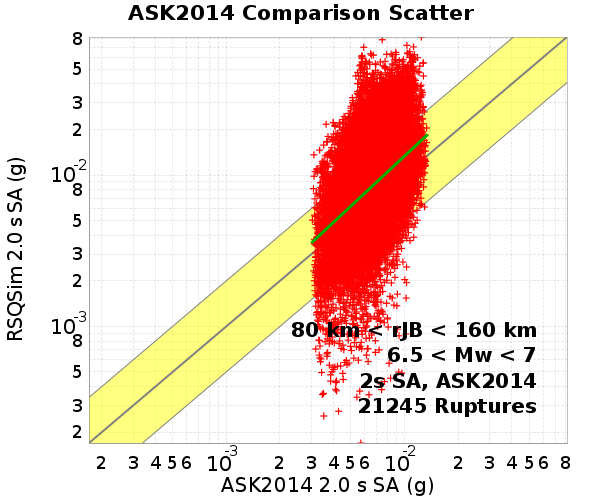 ASK2014 Comparison Scatter
8
5
3
2
10-2
8
5
3
2
10-3
8
5
3
2
RSQSim 2.0 s SA (g)
80 km < rJB < 160 km
6.5 < Mw < 7
2s SA, ASK2014
21245 Ruptures
2 3 4 5 6 10-3 2 3 4 5 6 10-2 2 3 4 5 6 8
ASK2014 2.0 s SA (g)